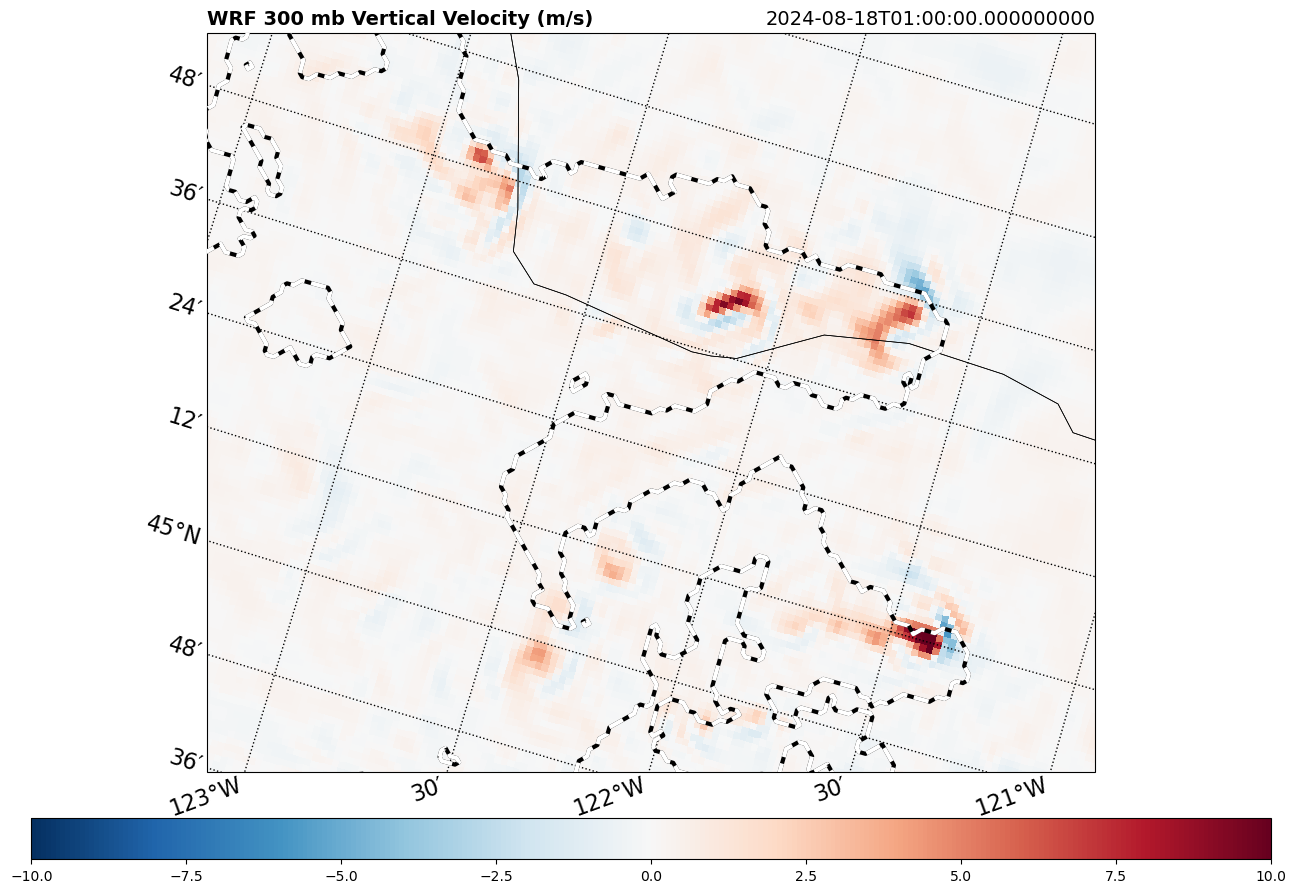 WRF 300 mb Vertical Velocity (m/s) 2024-08-18T01:00:00.000000000
48′
36′
24′
12′
45°N
48′
36′
123°W 30′ 122°W 30′ 121°W
−10.0 −7.5 −5.0 −2.5 0.0 2.5 5.0 7.5 10.0